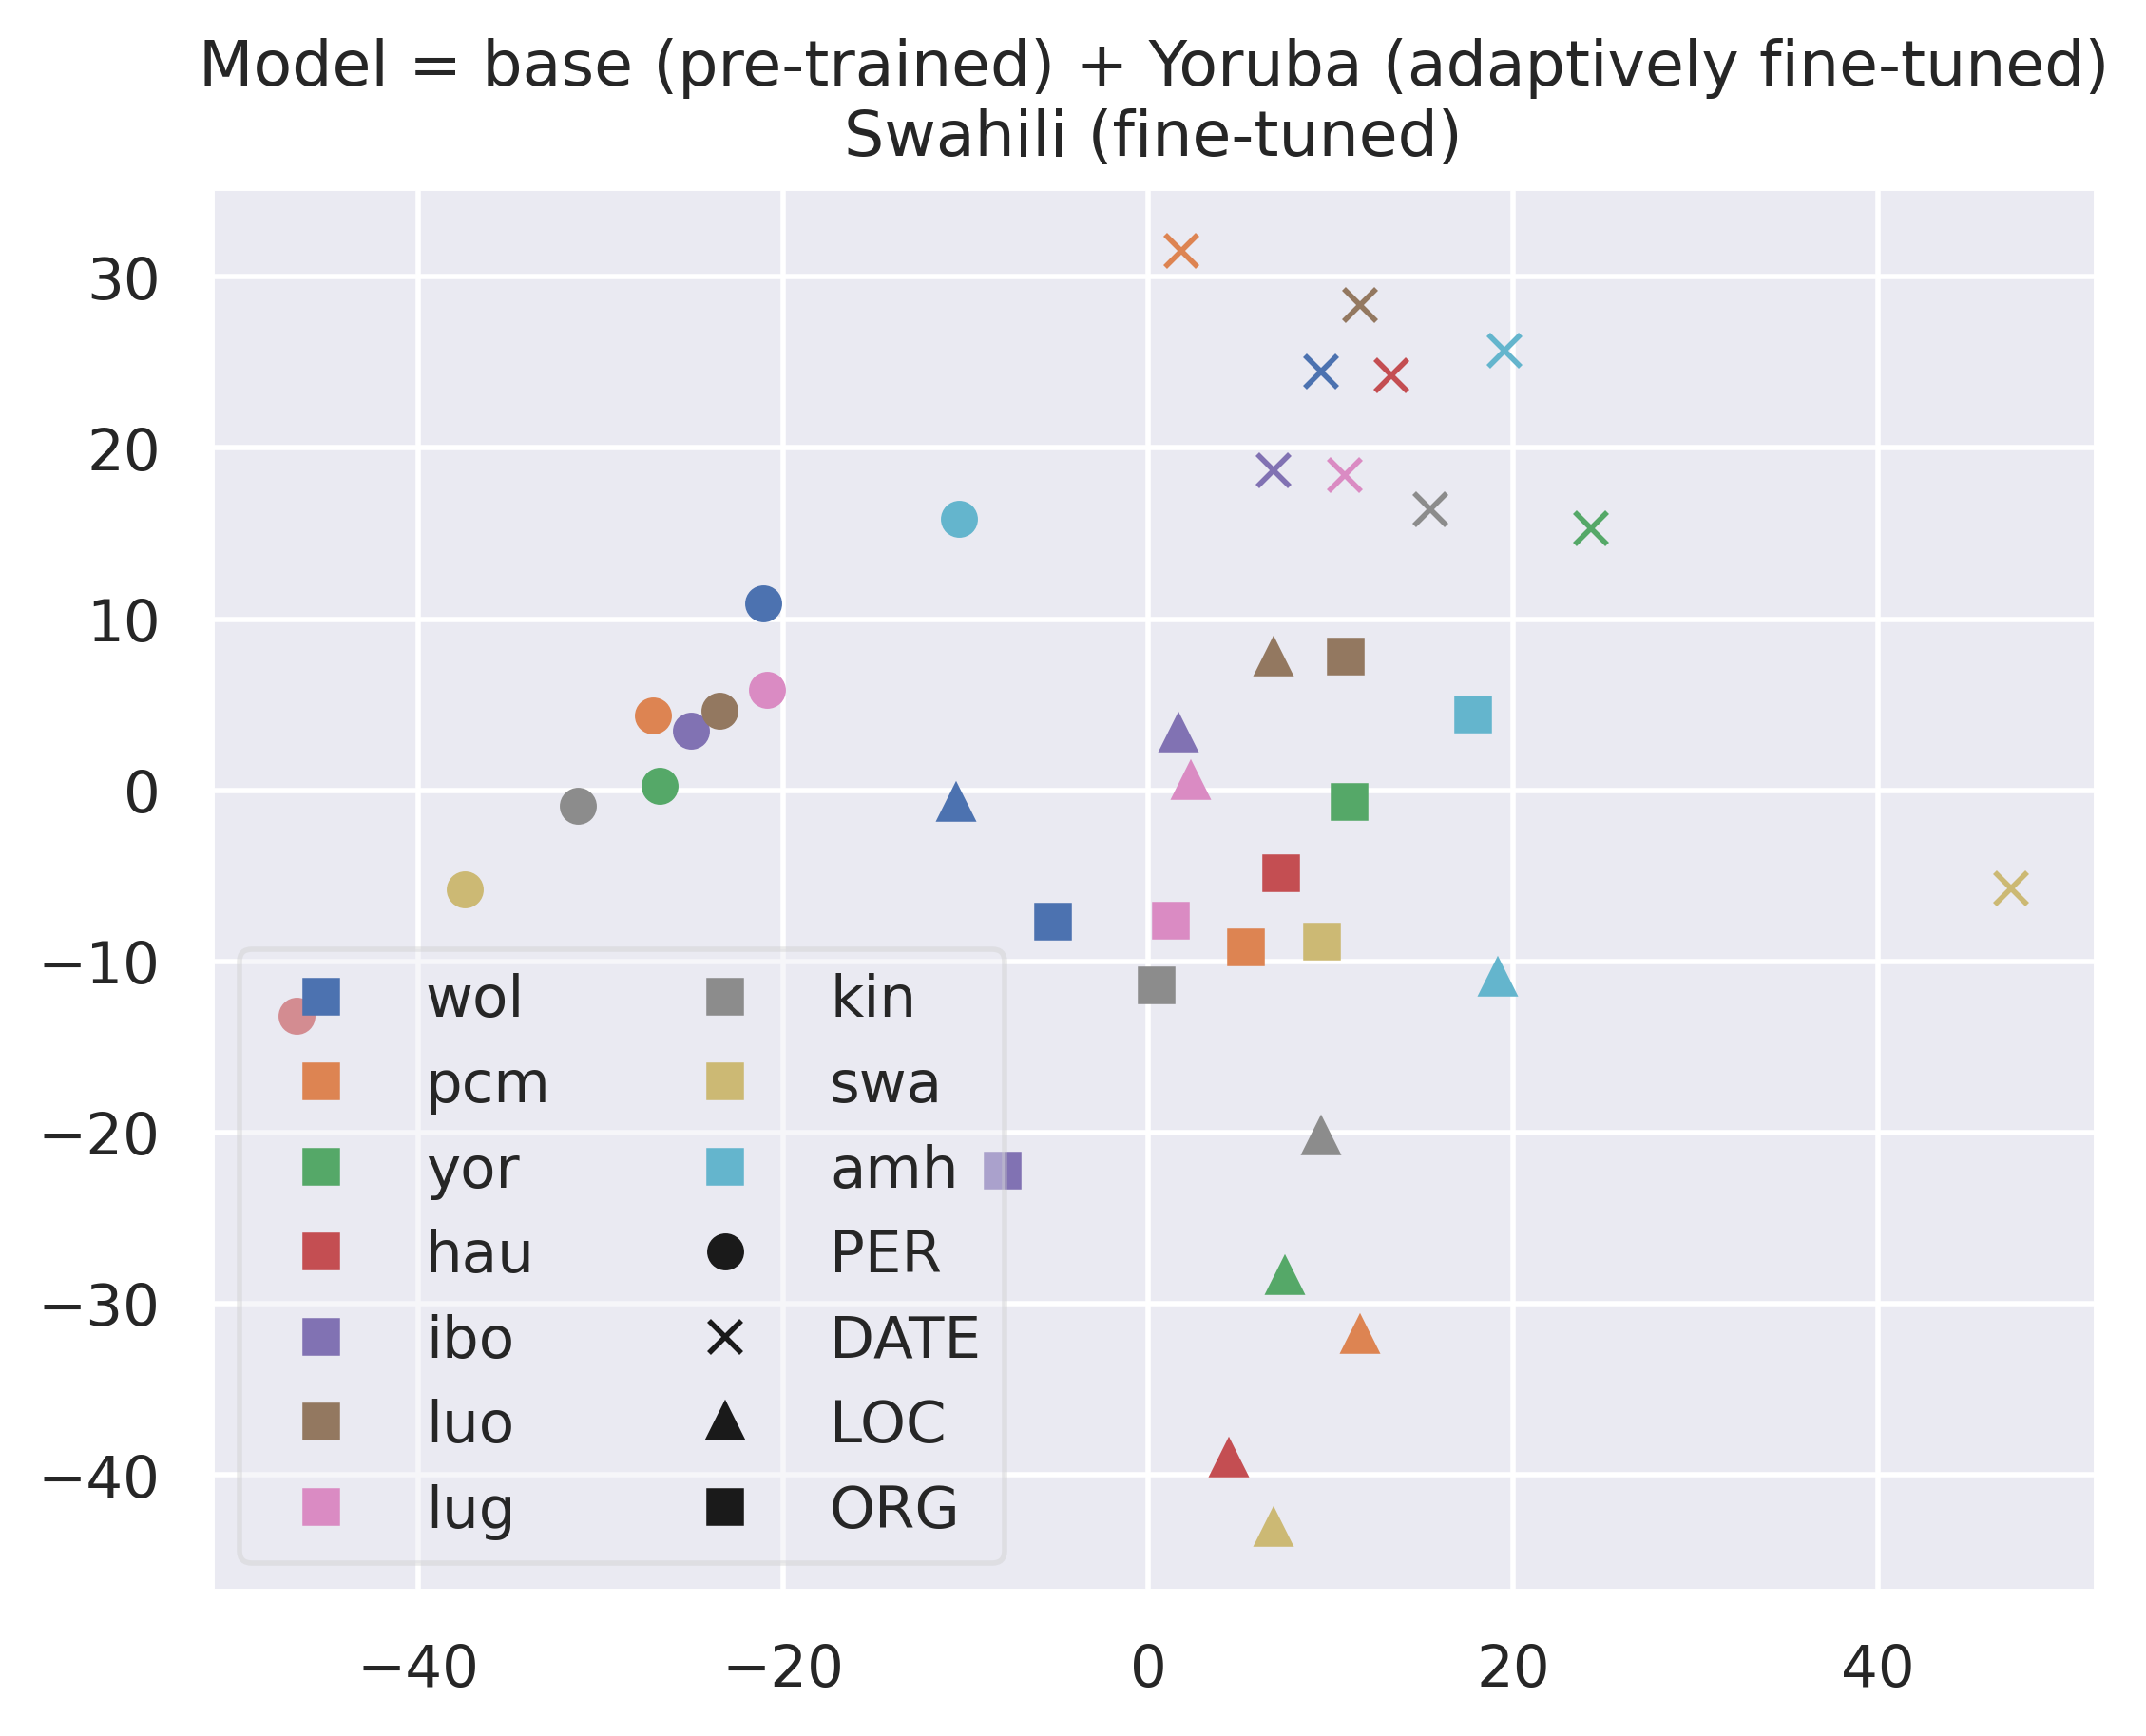 Model = base (pre-trained) + Yoruba (adaptively fine-tuned)
Swahili (fine-tuned)
30
20
10
0
−10
−20
−30
−40
wol
pcm
yor
hau
ibo
luo
lug
kin
swa
amh
PER
DATE
LOC
ORG
−40
−20
0
20
40